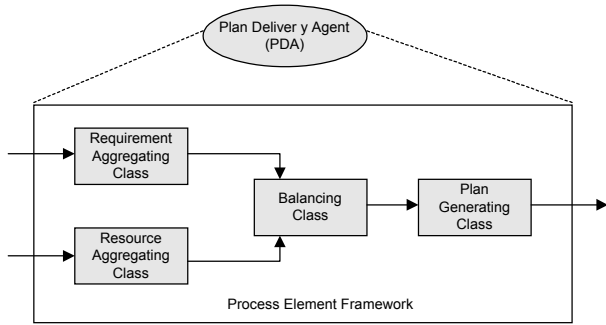 Plan Deliver y Agent
(PDA)
Requirement
Aggregating
Class
Balancing
Class
Plan
Generating
Class
Resource
Aggregating
Class
Process Element Framework